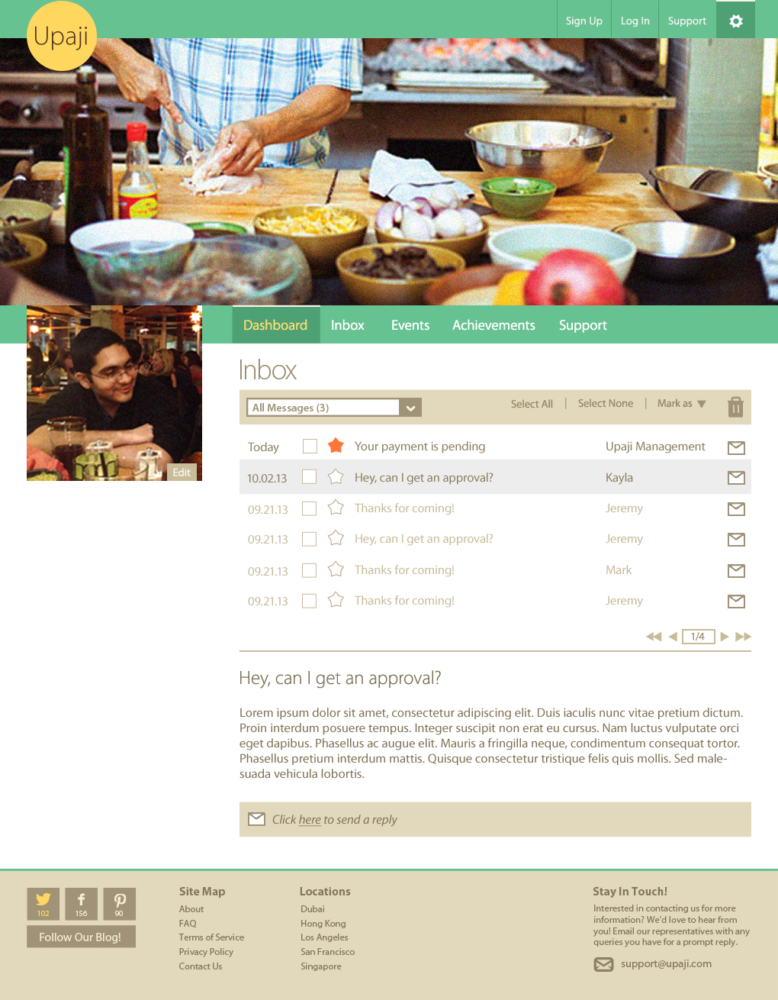 Upaji
Sign Up
Log In
Support
Dashboard
Inbox
Events
Achievements
Support
Edit
Inbox
All Messages (3)
Select All
Select None
Mark as
Today
Your payment is pending
Upaji Management
10.02.13
Hey, can I get an approval?
Kayla
09.21.13
Thanks for coming!
Jeremy
09.21.13
Hey, can I get an approval?
Jeremy
09.21.13
Thanks for coming!
Mark
09.21.13
Thanks for coming!
Jeremy
1/4
Hey, can I get an approval?
Lorem ipsum dolor sit amet, consectetur adipiscing elit. Duis iaculis nunc vitae pretium dictum.
Proin interdum posuere tempus. Integer suscipit non erat eu cursus. Nam luctus vulputate orci
eget dapibus. Phasellus ac augue elit. Mauris a fringilla neque, condimentum consequat tortor.
Phasellus pretium interdum mattis. Quisque consectetur tristique felis quis mollis. Sed male-
suada vehicula lobortis.
Click here to send a reply
102
156
90
Follow Our Blog!
Site Map
About
FAQ
Terms of Service
Privacy Policy
Contact Us
Locations
Dubai
Hong Kong
Los Angeles
San Francisco
Singapore
Stay In Touch!
Interested in contacting us for more
information? We'd love to hear from
you! Email our representatives with any
queries you have for a prompt reply.
support@upaji.com